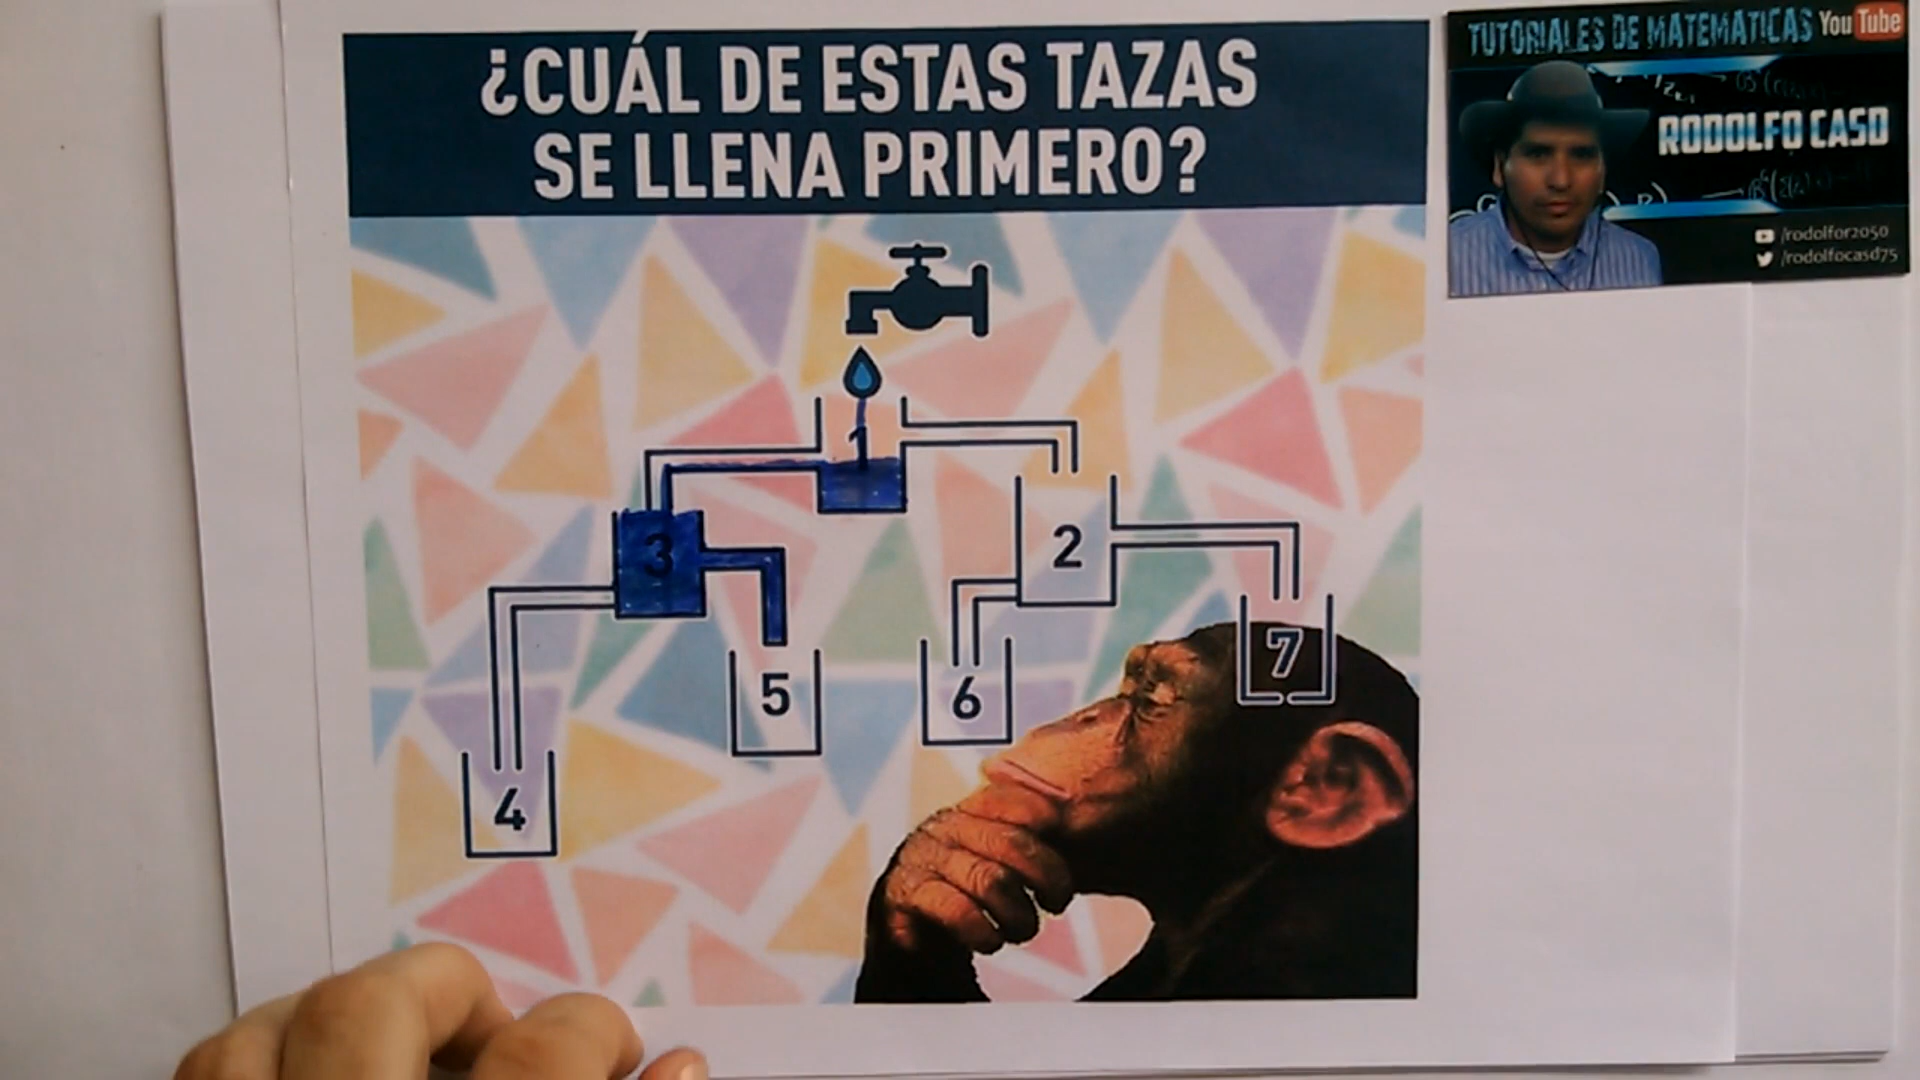 ¿CUÁL DE ESTAS TAZAS
SE LLENA PRIMERO?
TUTORIALES DE MATEMATICAS YouTube
RODOLFO CASD
/rodolfor2050
/rodolfocasd75
1
3
2
5
6
7
4